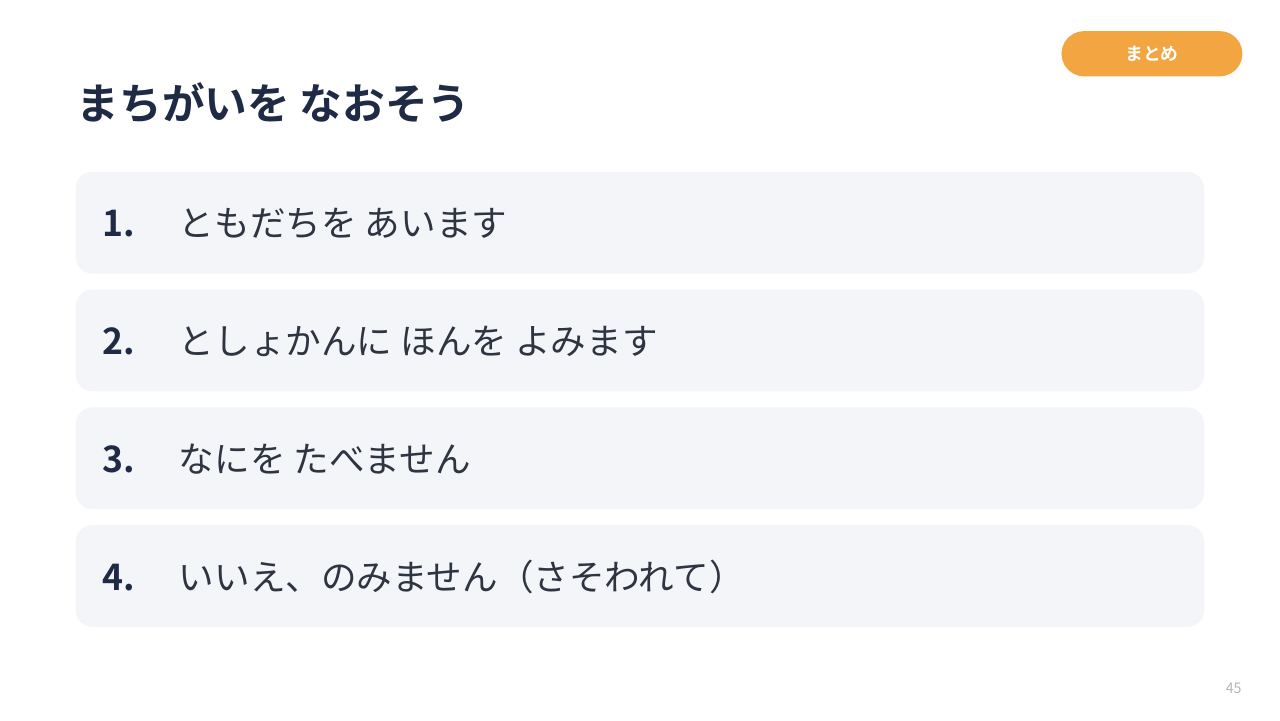 まとめ
まちがいを なおそう
1. ともだちを あいます
2. としょかんに ほんを よみます
3. なにを たべません
4. いいえ、のみません（さそわれて）
45